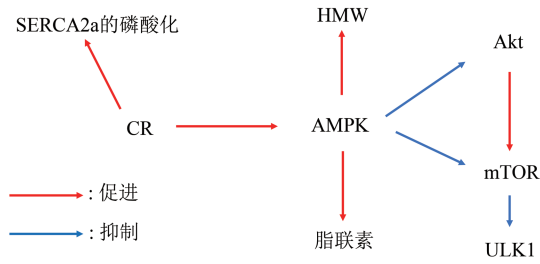 HMW
SERCA2a的磷酸化
Akt
CR
AMPK
mTOR
: 促进
: 抑制
脂联素
ULK1